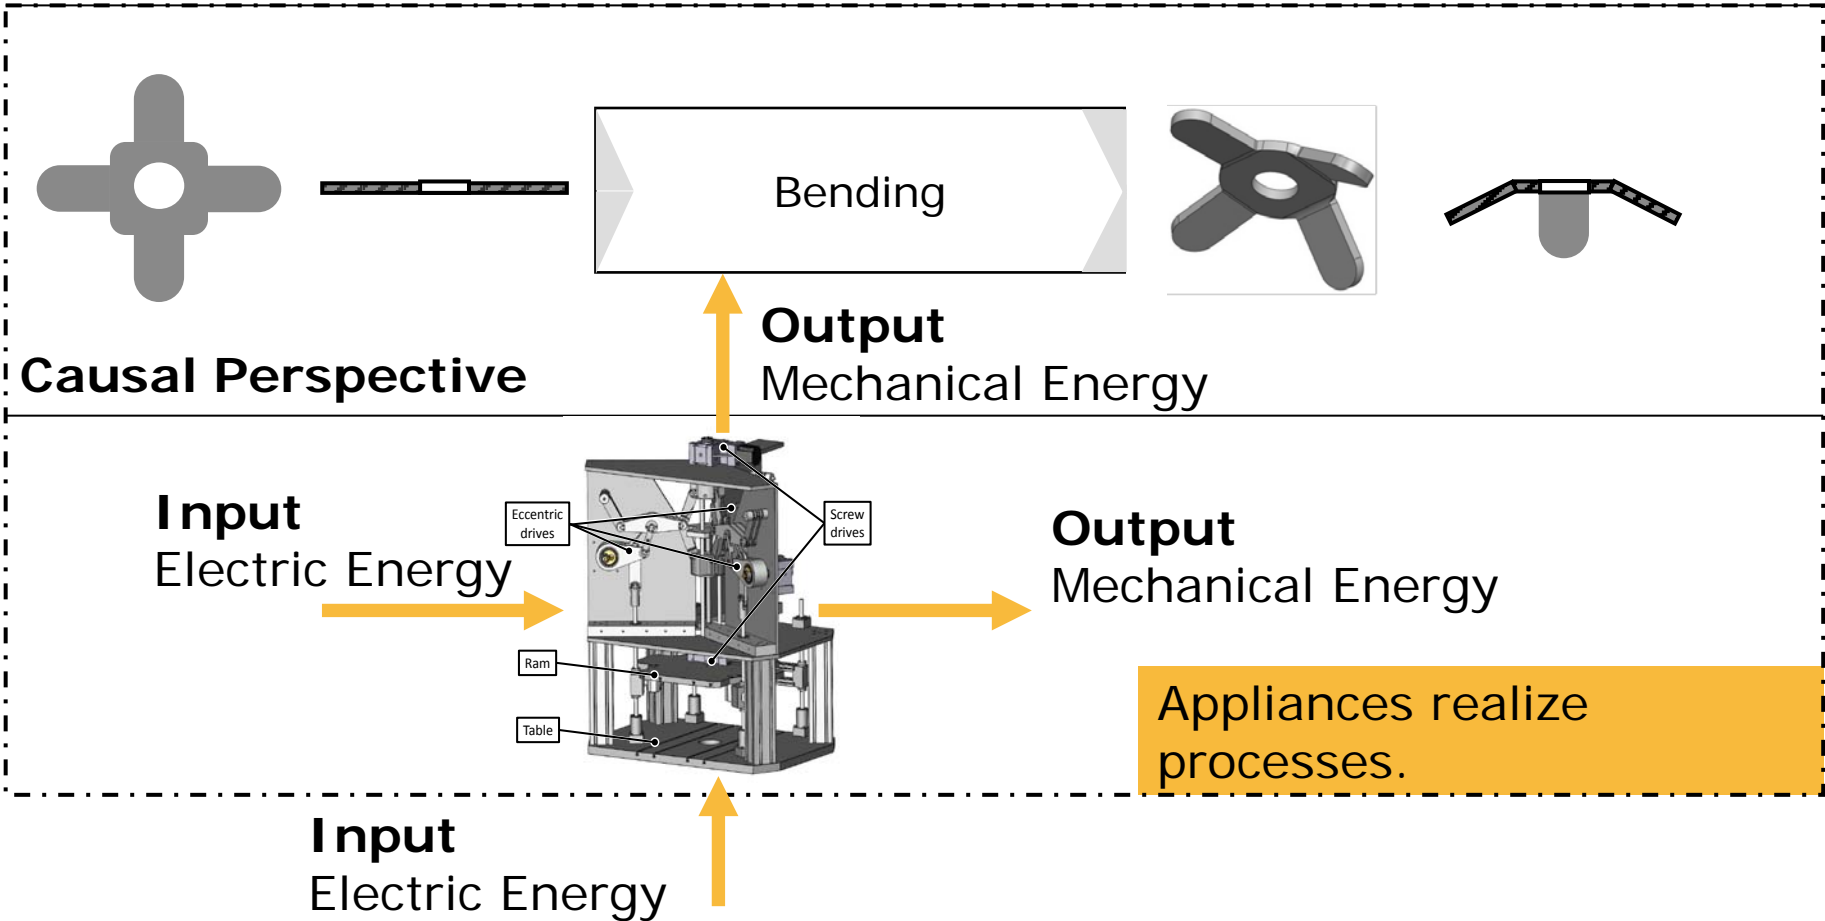 Bending
Output
Mechanical Energy
Causal Perspective
Input
Electric Energy
Eccentric
drives
Screw
drives
Ram
Table
Output
Mechanical Energy
Appliances realize
processes.
Input
Electric Energy